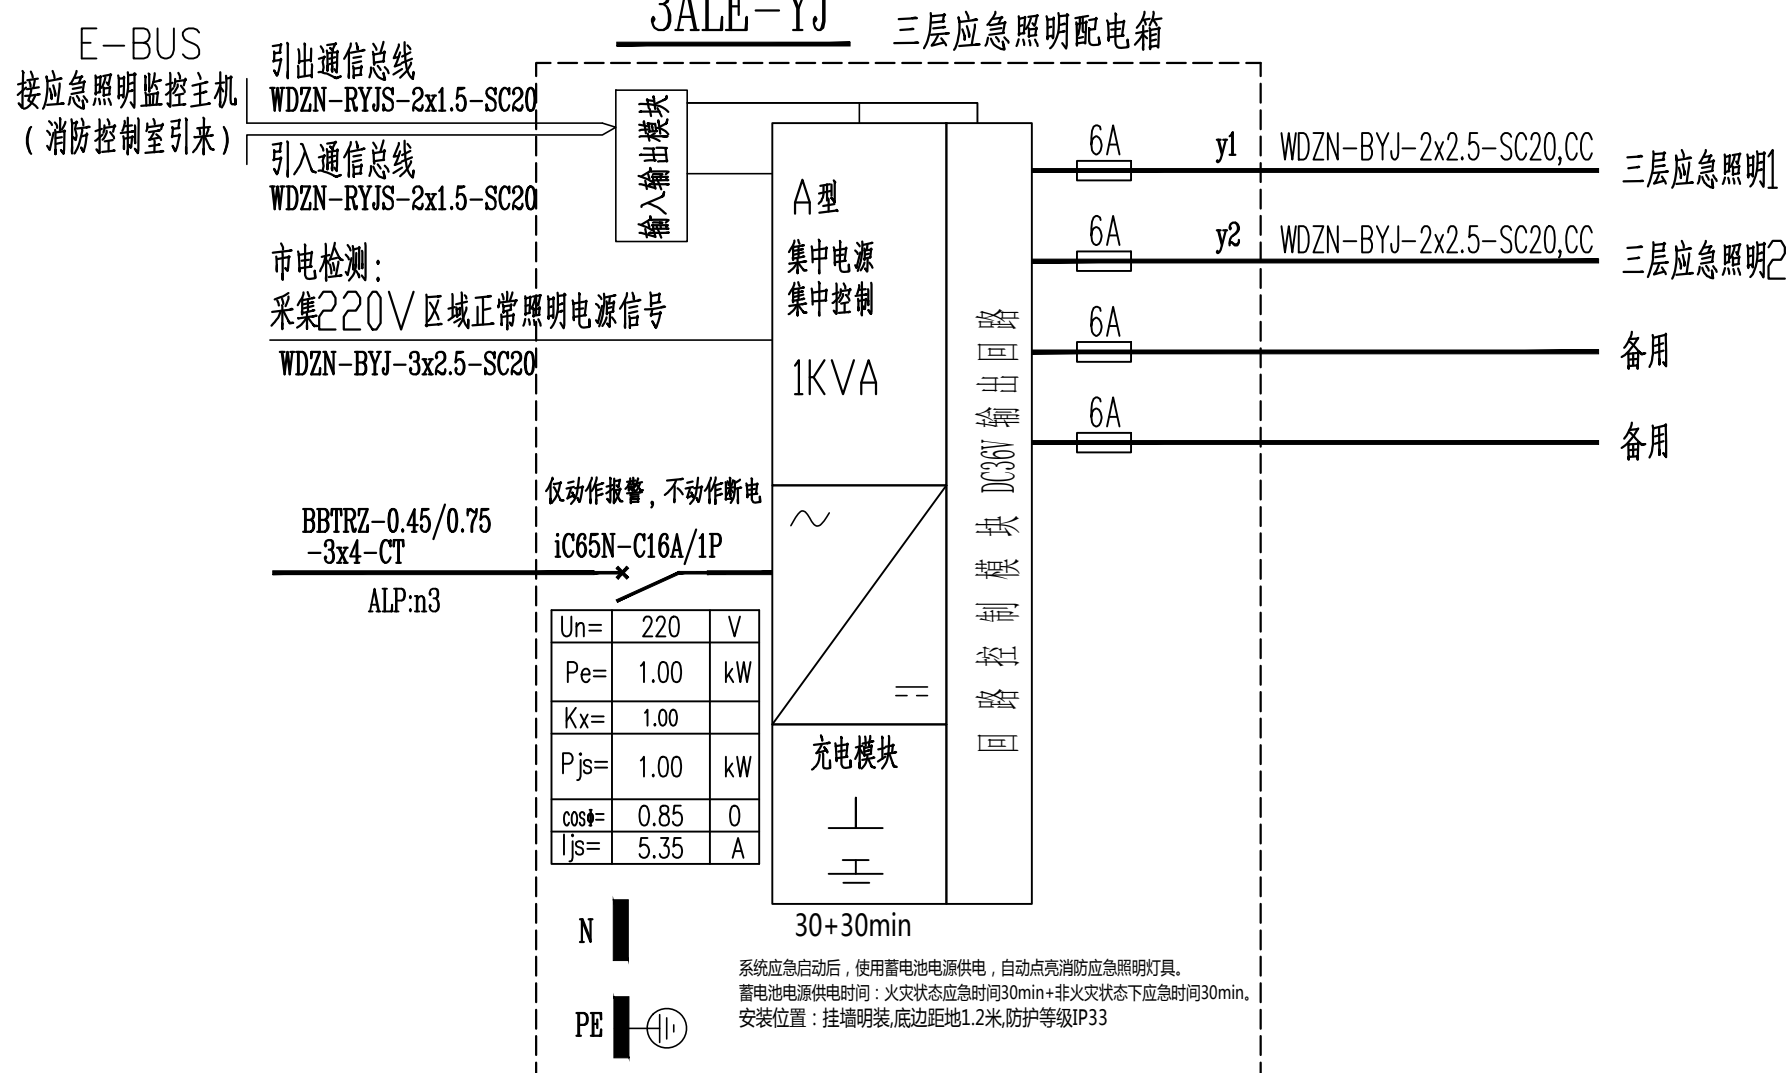 3ALE-YJ 三层应急照明配电箱
E-BUS
接应急照明监控主机
（消防控制室引来）
引出通信总线
WDZN-RYJS-2x1.5-SC20
引入通信总线
WDZN-RYJS-2x1.5-SC20
输入输出模块
市电检测：
采集220V区域正常照明电源信号
WDZN-BYJ-3x2.5-SC20
A型
集中电源
集中控制
1KVA
回路控制模块 DC36V输出回路
6A y1 WDZN-BYJ-2x2.5-SC20,CC 三层应急照明1
6A y2 WDZN-BYJ-2x2.5-SC20,CC 三层应急照明2
6A 备用
6A 备用
仅动作报警，不动作断电
BBTRZ-0.45/0.75
-3x4-CT
iC65N-C16A/1P
ALP:n3
Un= 220 V
Pe= 1.00 kW
Kx= 1.00
Pjs= 1.00 kW
cosΦ= 0.85 0
Ijs= 5.35 A
充电模块
30+30min
N
PE
系统应急启动后，使用蓄电池电源供电，自动点亮消防应急照明灯具。
蓄电池电源供电时间：火灾状态应急时间30min+非火灾状态下应急时间30min。
安装位置：挂墙明装,底边距地1.2米,防护等级IP33